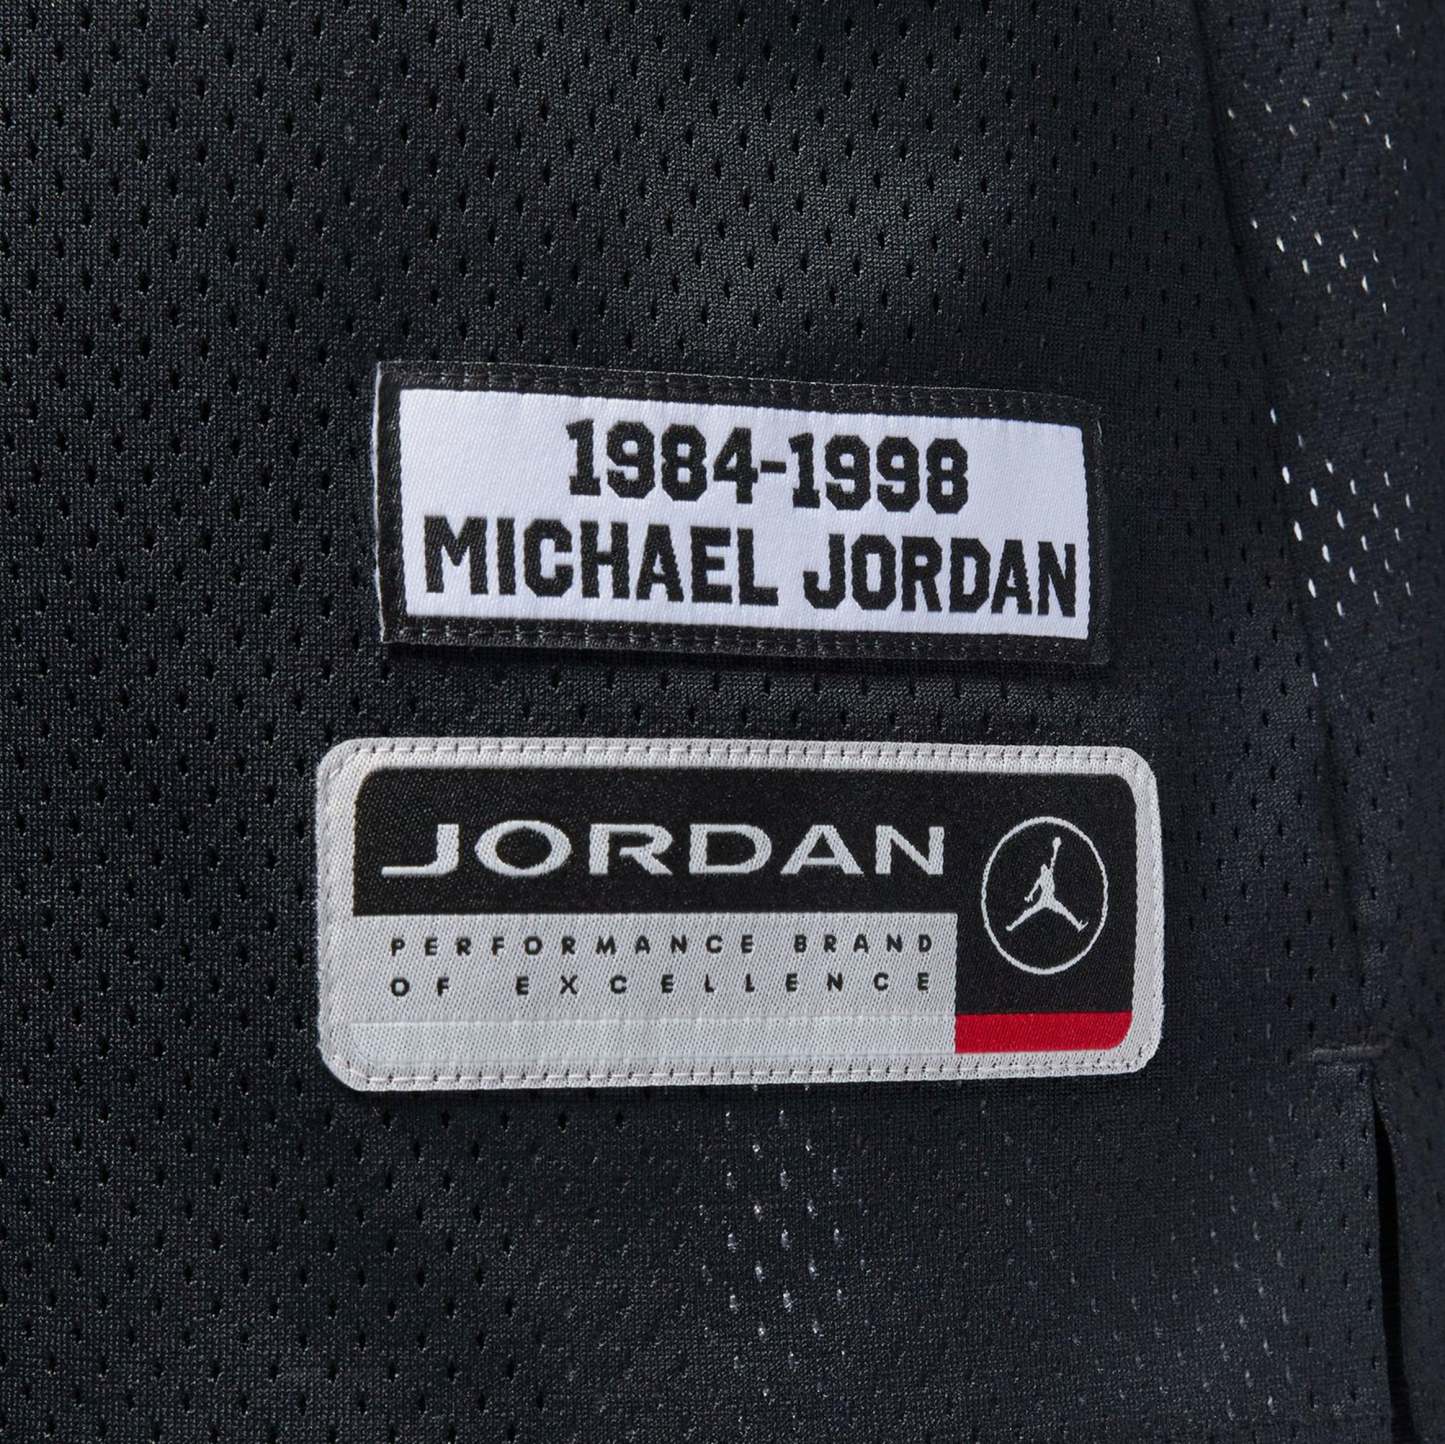 1984-1998
MICHAEL JORDAN
JORDAN
PERFORMANCE BRAND
OF EXCELLENCE